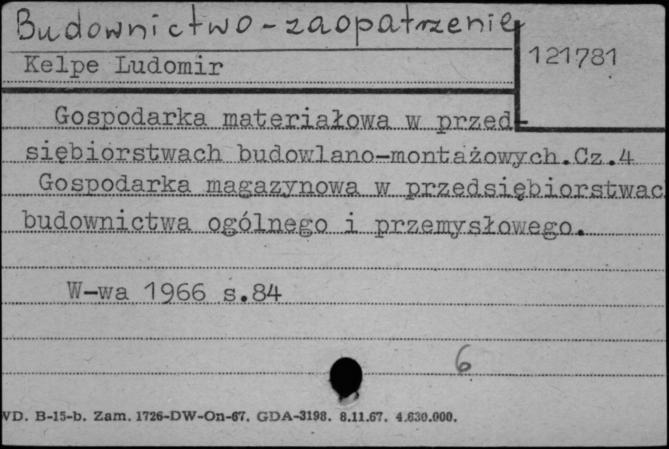 Budownictwo-zaopatrzenie
121781
Kelpe Ludomir
Gospodarka materiałowa w przed-
siębiorstwach budowlano-montażowych.Cz.4
Gospodarka magazynowa w przedsiębiorstwac
budownictwa ogólnego i przemysłowego.
W-wa 1966 s.84
6
VD. B-15-b. Zam. 1726-DW-On-67. GDA-3198. 8.11.67. 4.630.000.